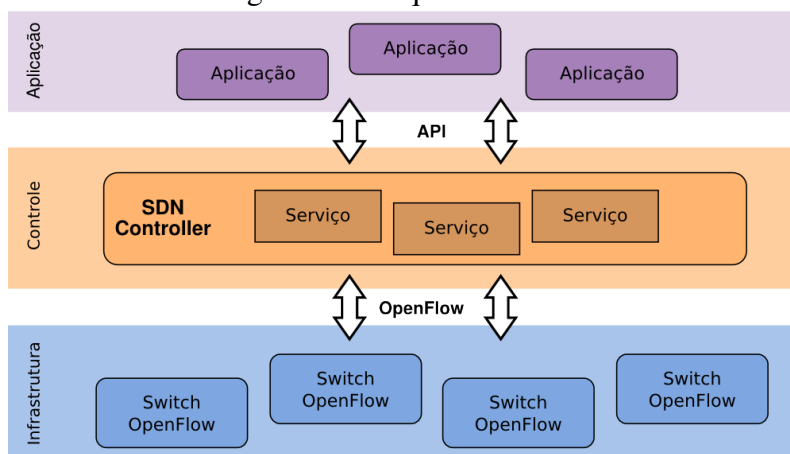 Aplicação
Aplicação
Aplicação
Aplicação
API
Controle
SDN
Controller
Serviço
Serviço
Serviço
OpenFlow
Infrastrutura
Switch
OpenFlow
Switch
OpenFlow
Switch
OpenFlow
Switch
OpenFlow